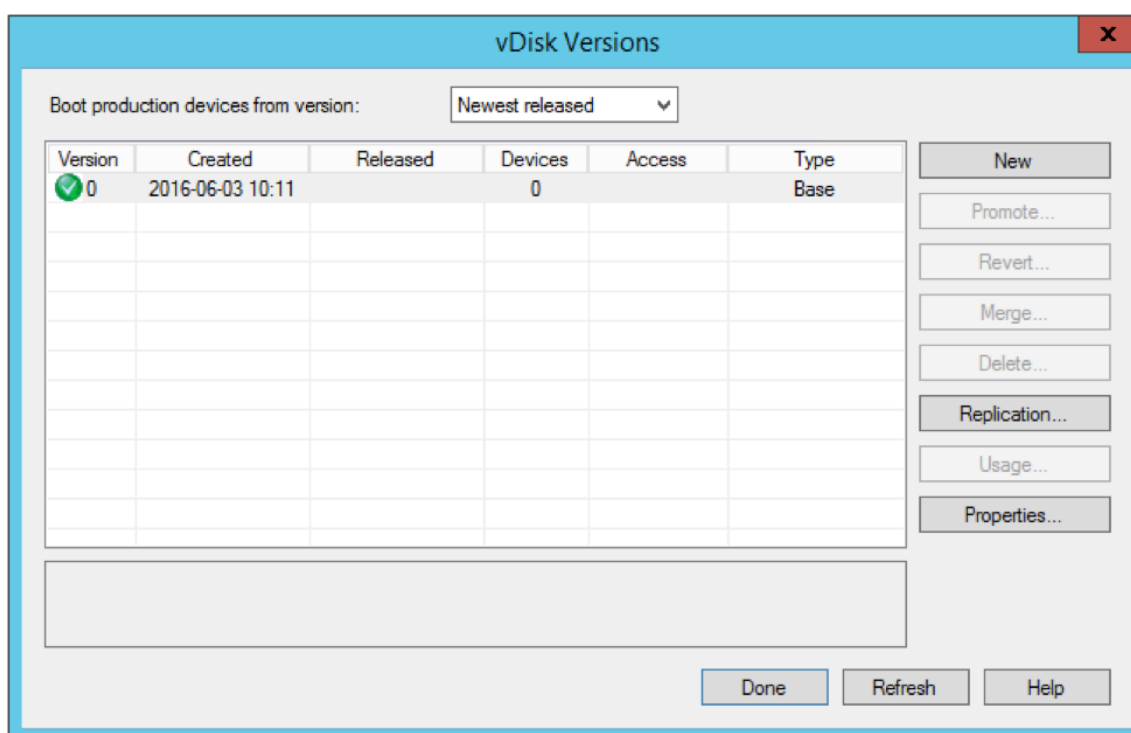 vDisk Versions
x
Boot production devices from version:
Newest released
Version Created Released Devices Access Type
0 2016-06-03 10:11 0 Base
New
Promote...
Revert...
Merge...
Delete...
Replication...
Usage...
Properties...
Done Refresh Help